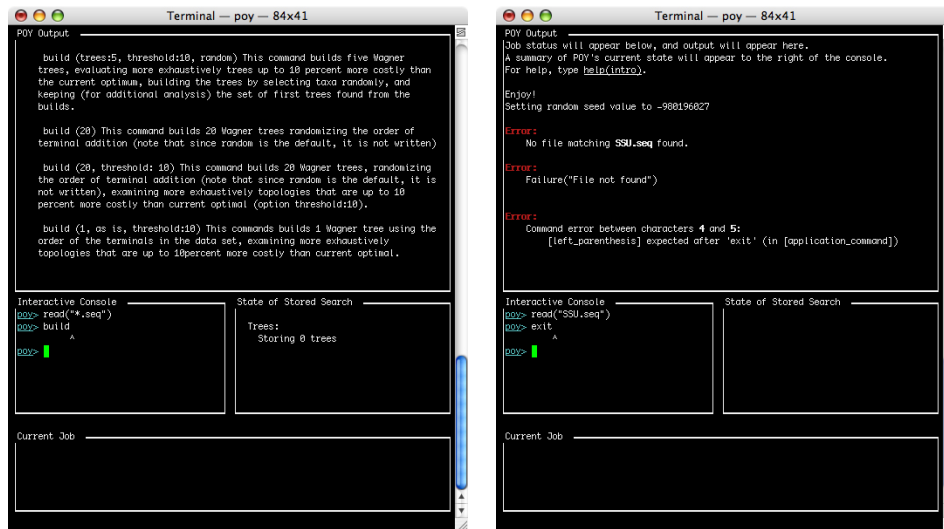 Terminal — poy — 84x41
POY Output
build (trees:5, threshold:10, random) This command builds five Wagner
trees, evaluating more exhaustively trees up to 10 percent more costly than
the current optimum, building the trees by selecting taxa randomly, and
keeping (for additional analysis) the set of first trees found from the
builds.
build (20) This command builds 20 Wagner trees randomizing the order of
terminal addition (note that since random is the default, it is not written)
build (20, threshold: 10) This command builds 20 Wagner trees, randomizing
the order of terminal addition (note that since random is the default, it is
not written), examining more exhaustively topologies that are up to 10
percent more costly than current optimal (option threshold:10).
build (1, as is, threshold:10) This commands builds 1 Wagner tree using the
order of the terminals in the data set, examining more exhaustively
topologies that are up to 10percent more costly than current optimal.
Interactive Console
poy> read("*.seq")
poy> build
^
poy>
State of Stored Search
Trees:
Storing 0 trees
Current Job
Terminal — poy — 84x41
POY Output
Job status will appear below, and output will appear here.
A summary of POY's current state will appear to the right of the console.
For help, type help(intro).
Enjoy!
Setting random seed value to -980196027
Error:
No file matching SSU.seq found.
Error:
Failure("File not found")
Error:
Command error between characters 4 and 5:
[left_parenthesis] expected after 'exit' (in [application_command])
Interactive Console
poy> read("SSU.seq")
poy> exit
^
poy>
State of Stored Search
Current Job